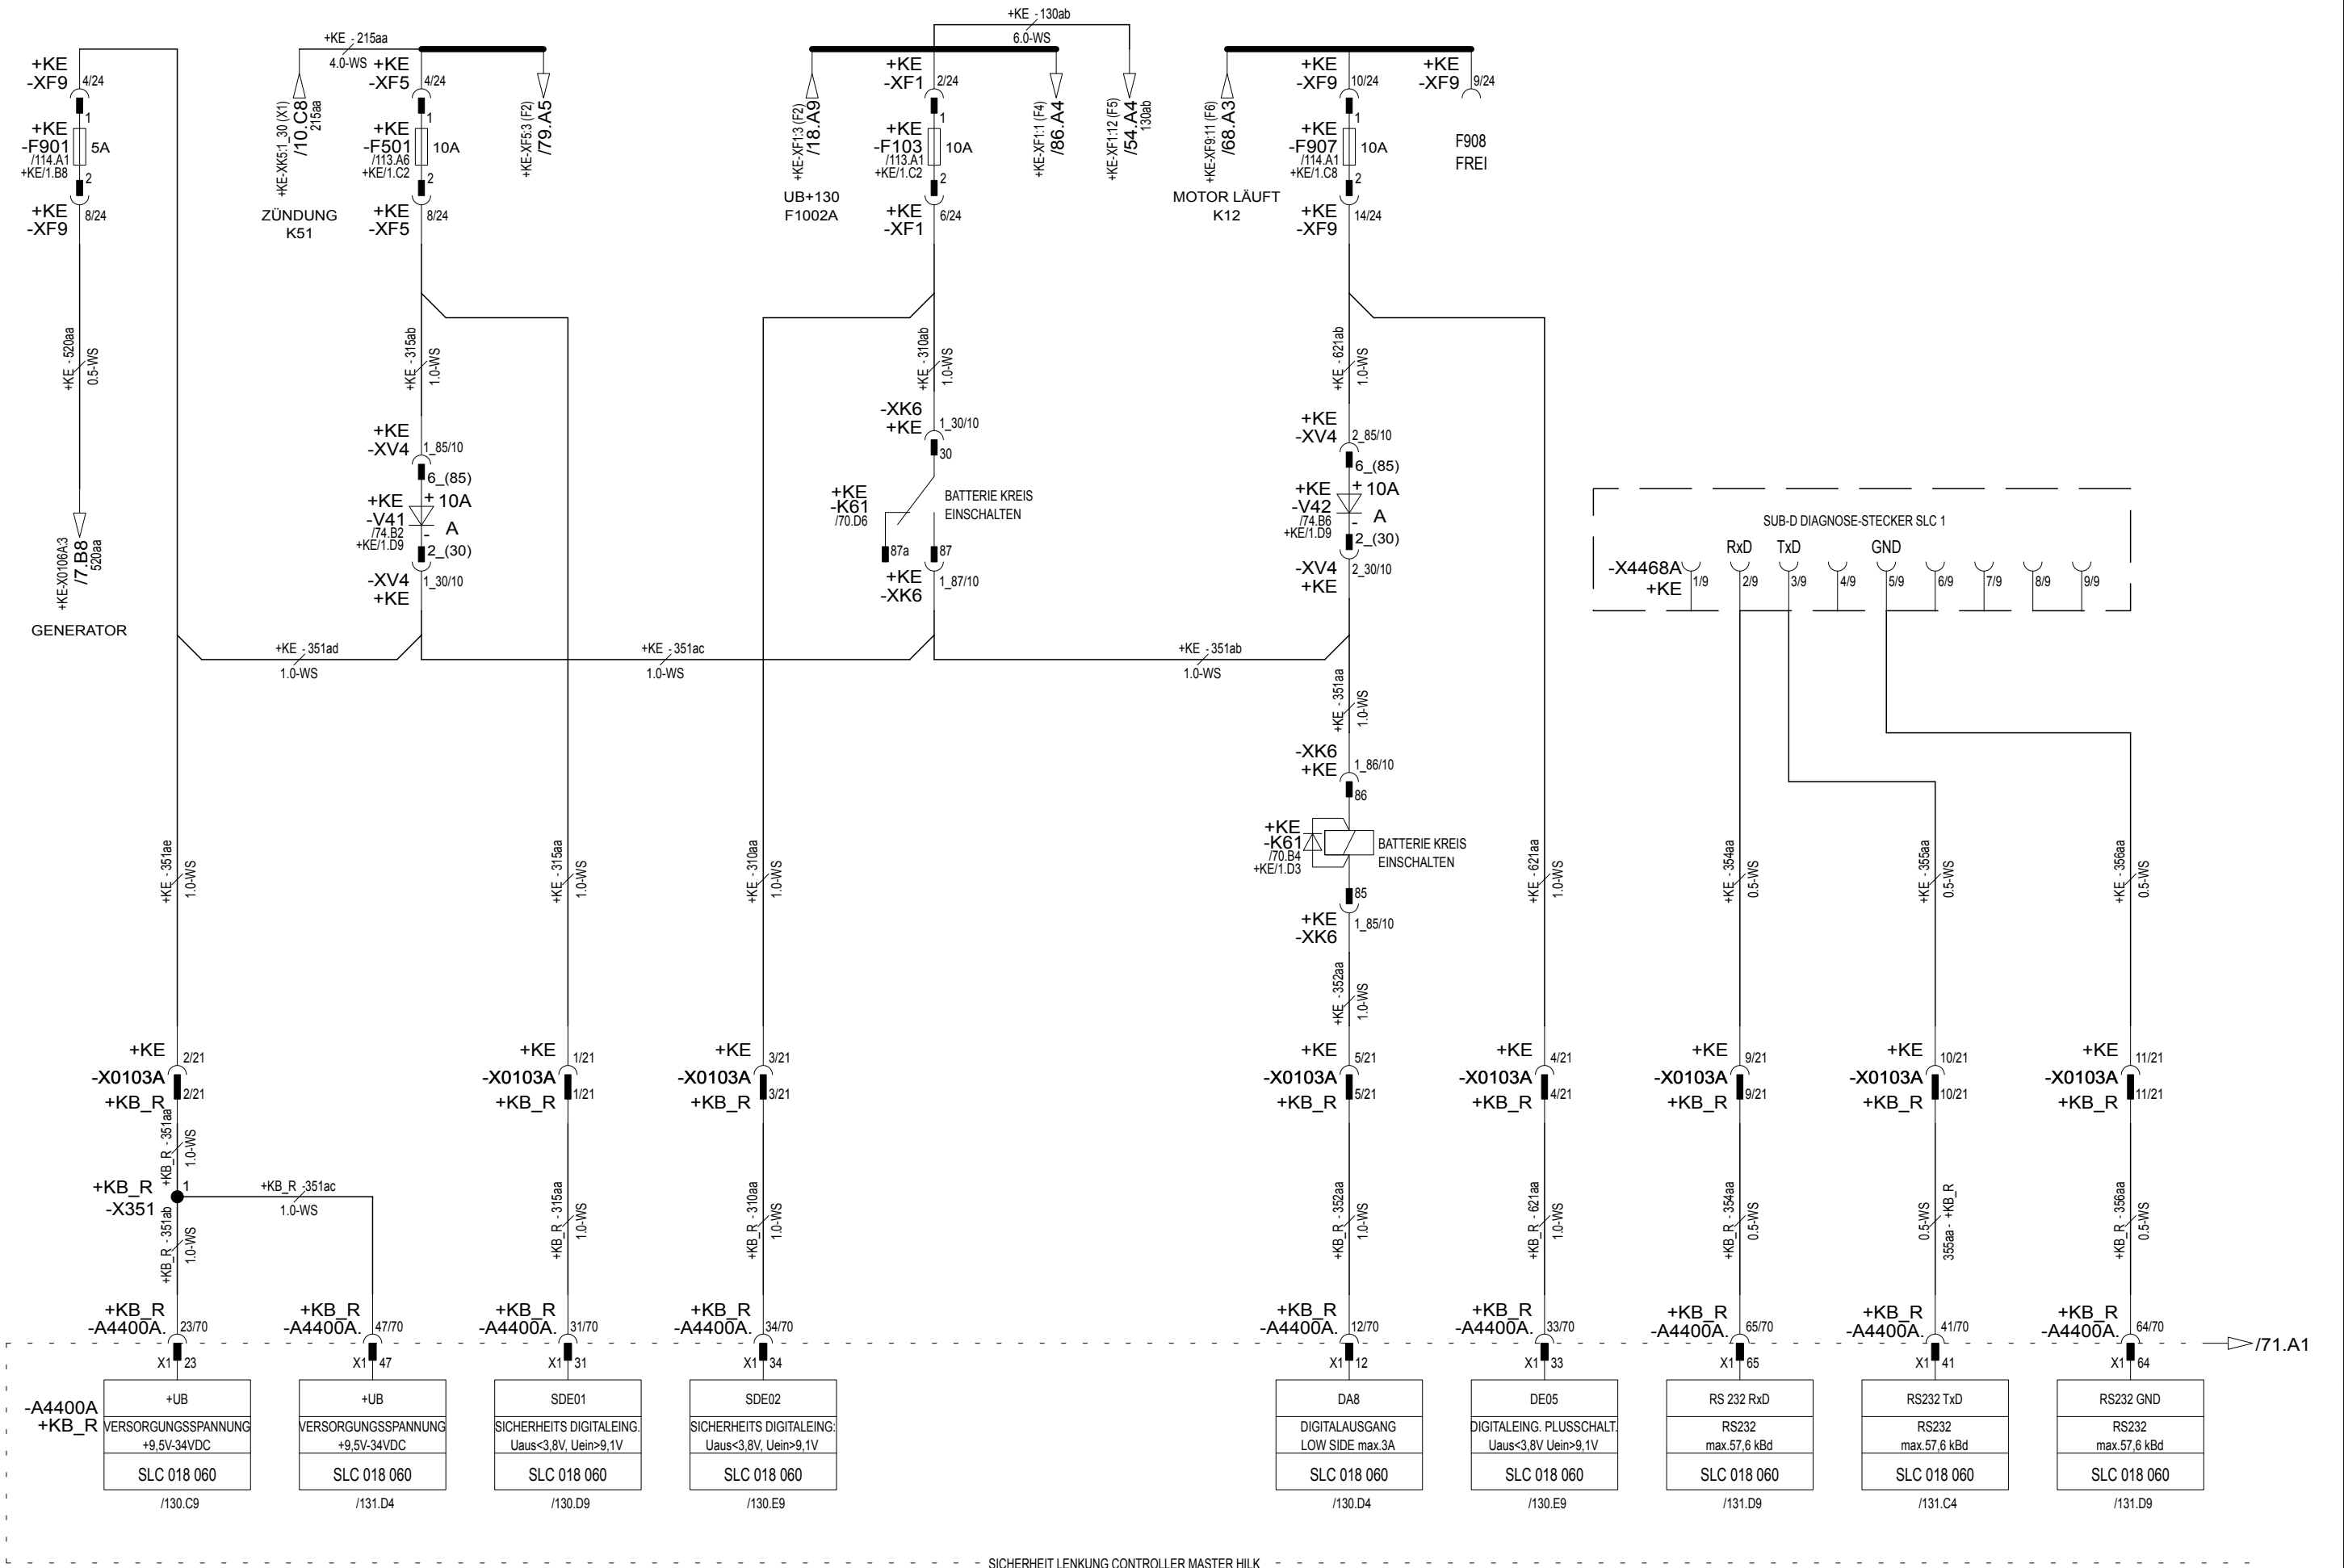 +KE - 130ab
6.0-WS
+KE - 215aa
4.0-WS
+KE
-XF9
4/24
1
+KE
-F901
/114.A1
+KE/1.B8
5A
2
+KE
-XF9
8/24
+KE - 520aa
0.5-WS
+KE-X0106A:3
/7.B8
520aa
GENERATOR
+KE-XK5:1_30 (X1)
/10.C8
215aa
ZÜNDUNG
K51
+KE
-XF5
4/24
1
+KE
-F501
/113.A6
+KE/1.C2
10A
2
+KE
-XF5
8/24
+KE-XF5:3 (F2)
/79.A5
+KE-XF1:3 (F2)
/18.A9
UB+130
F1002A
+KE
-XF1
2/24
1
+KE
-F103
/113.A1
+KE/1.C2
10A
2
+KE
-XF1
6/24
+KE-XF1:1 (F4)
/86.A4
+KE-XF1:12 (F5)
/54.A4
130ab
+KE-XF9:11 (F6)
/68.A3
MOTOR LÄUFT
K12
+KE
-XF9
10/24
1
+KE
-F907
/114.A1
+KE/1.C8
10A
2
+KE
-XF9
14/24
+KE
-XF9
9/24
F908
FREI
+KE - 315ab
1.0-WS
+KE
-XV4
1_85/10
6_(85)
+KE
-V41
/74.B2
+KE/1.D9
+ 10A
A
-
2_(30)
-XV4
+KE
1_30/10
+KE - 310ab
1.0-WS
-XK6
+KE
1_30/10
30
+KE
-K61
/70.D6
BATTERIE KREIS
EINSCHALTEN
87a
87
+KE
-XK6
1_87/10
+KE - 621ab
1.0-WS
+KE
-XV4
2_85/10
6_(85)
+KE
-V42
/74.B6
+KE/1.D9
+ 10A
A
-
2_(30)
-XV4
+KE
2_30/10
SUB-D DIAGNOSE-STECKER SLC 1
RxD
TxD
GND
-X4468A
+KE
1/9
2/9
3/9
4/9
5/9
6/9
7/9
8/9
9/9
+KE - 351ad
1.0-WS
+KE - 351ac
1.0-WS
+KE - 351ab
1.0-WS
+KE - 351aa
1.0-WS
-XK6
+KE
1_86/10
86
+KE
-K61
/70.B4
+KE/1.D3
BATTERIE KREIS
EINSCHALTEN
85
+KE
-XK6
1_85/10
+KE - 351ae
1.0-WS
+KE - 315aa
1.0-WS
+KE - 310aa
1.0-WS
+KE - 352aa
1.0-WS
+KE - 621aa
1.0-WS
+KE - 354aa
0.5-WS
+KE - 355aa
0.5-WS
+KE - 356aa
0.5-WS
+KE
-X0103A
+KB_R
2/21
2/21
+KE
-X0103A
+KB_R
1/21
1/21
+KE
-X0103A
+KB_R
3/21
3/21
+KE
-X0103A
+KB_R
5/21
5/21
+KE
-X0103A
+KB_R
4/21
4/21
+KE
-X0103A
+KB_R
9/21
9/21
+KE
-X0103A
+KB_R
10/21
10/21
+KE
-X0103A
+KB_R
11/21
11/21
+KB_R - 351aa
1.0-WS
+KB_R
-X351
1
+KB_R -351ac
1.0-WS
+KB_R - 351ab
1.0-WS
+KB_R - 315aa
1.0-WS
+KB_R - 310aa
1.0-WS
+KB_R - 352aa
1.0-WS
+KB_R - 621aa
1.0-WS
+KB_R - 354aa
0.5-WS
0.5-WS
355aa - +KB_R
+KB_R - 356aa
0.5-WS
+KB_R
-A4400A.
23/70
X1 23
+KB_R
-A4400A.
47/70
X1 47
+KB_R
-A4400A.
31/70
X1 31
+KB_R
-A4400A.
34/70
X1 34
+KB_R
-A4400A.
12/70
X1 12
+KB_R
-A4400A.
33/70
X1 33
+KB_R
-A4400A.
65/70
X1 65
+KB_R
-A4400A.
41/70
X1 41
+KB_R
-A4400A.
64/70
X1 64
/71.A1
-A4400A
+KB_R
+UB
VERSORGUNGSSPANNUNG
+9,5V-34VDC
SLC 018 060
/130.C9
+UB
VERSORGUNGSSPANNUNG
+9,5V-34VDC
SLC 018 060
/131.D4
SDE01
SICHERHEITS DIGITALEING.
Uaus<3,8V, Uein>9,1V
SLC 018 060
/130.D9
SDE02
SICHERHEITS DIGITALEING:
Uaus<3,8V, Uein>9,1V
SLC 018 060
/130.E9
DA8
DIGITALAUSGANG
LOW SIDE max.3A
SLC 018 060
/130.D4
DE05
DIGITALEING. PLUSSCHALT.
Uaus<3,8V Uein>9,1V
SLC 018 060
/130.E9
RS 232 RxD
RS232
max.57,6 kBd
SLC 018 060
/131.D9
RS232 TxD
RS232
max.57,6 kBd
SLC 018 060
/131.C4
RS232 GND
RS232
max.57,6 kBd
SLC 018 060
/131.D9
SICHERHEIT LENKUNG CONTROLLER MASTER HILK